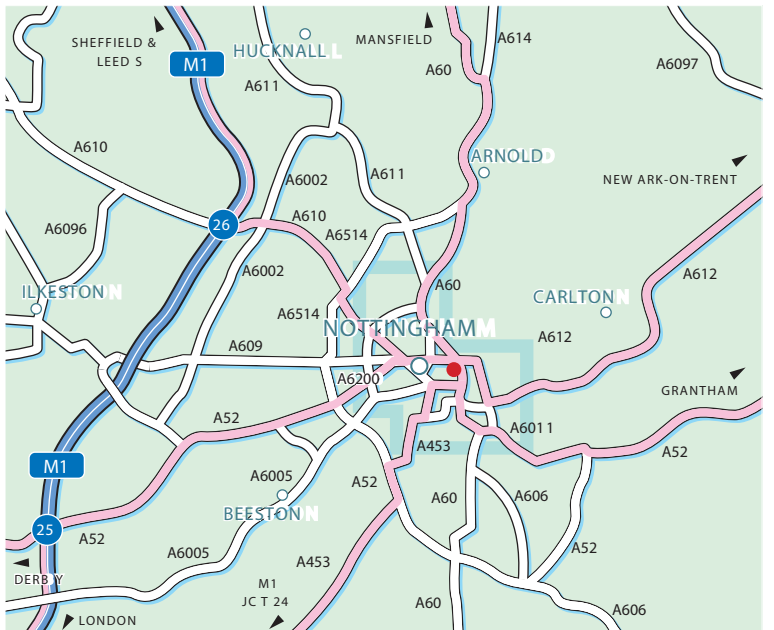 SHEFFIELD &
LEED S
M1
HUCKNALL
MANSFIELD
A614
A60
A6097
A611
A610
ARNOLD
NEW ARK-ON-TRENT
A6002
A611
A610
A6096
26
A6514
A6002
A60
A612
ILKESTON
CARLTON
A6514
NOTTINGHAM
A612
A609
A6200
GRANTHAM
A52
A6011
A453
A52
M1
A6005
A52
A60
A606
BEESTON
25
A52
A6005
A52
A453
DERB Y
M1
JC T 24
A60
A606
LONDON